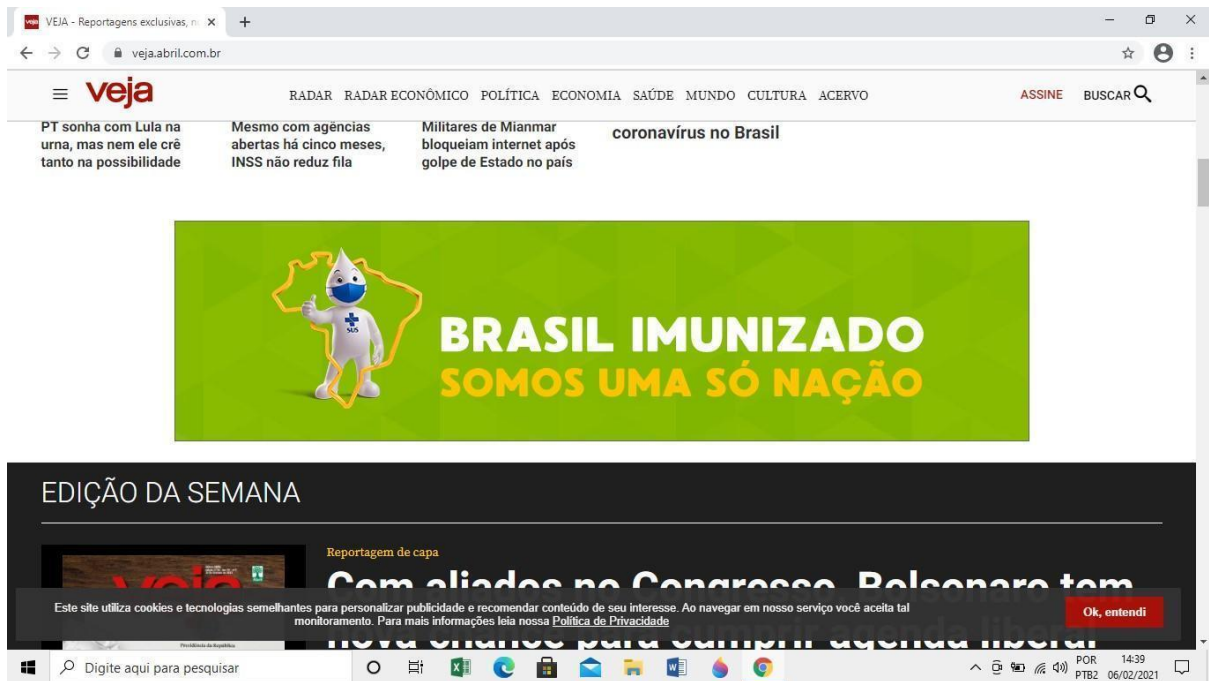 VEJA - Reportagens exclusivas, n
veja.abril.com.br
veja
RADAR RADAR ECONÔMICO POLÍTICA ECONOMIA SAÚDE MUNDO CULTURA ACERVO
ASSINE BUSCAR
PT sonha com Lula na
urna, mas nem ele crê
tanto na possibilidade
Mesmo com agências
abertas há cinco meses,
INSS não reduz fila
Militares de Mianmar
bloqueiam internet após
golpe de Estado no país
coronavírus no Brasil
SUS
BRASIL IMUNIZADO
SOMOS UMA SÓ NAÇÃO
EDIÇÃO DA SEMANA
Reportagem de capa
Com aliados no Congresso, Bolsonaro tem
nova chance para cumprir agenda liberal
veja
Presidência da República
Este site utiliza cookies e tecnologias semelhantes para personalizar publicidade e recomendar conteúdo de seu interesse. Ao navegar em nosso serviço você aceita tal
monitoramento. Para mais informações leia nossa Política de Privacidade
Ok, entendi
Digite aqui para pesquisar
POR
PTB2
14:39
06/02/2021